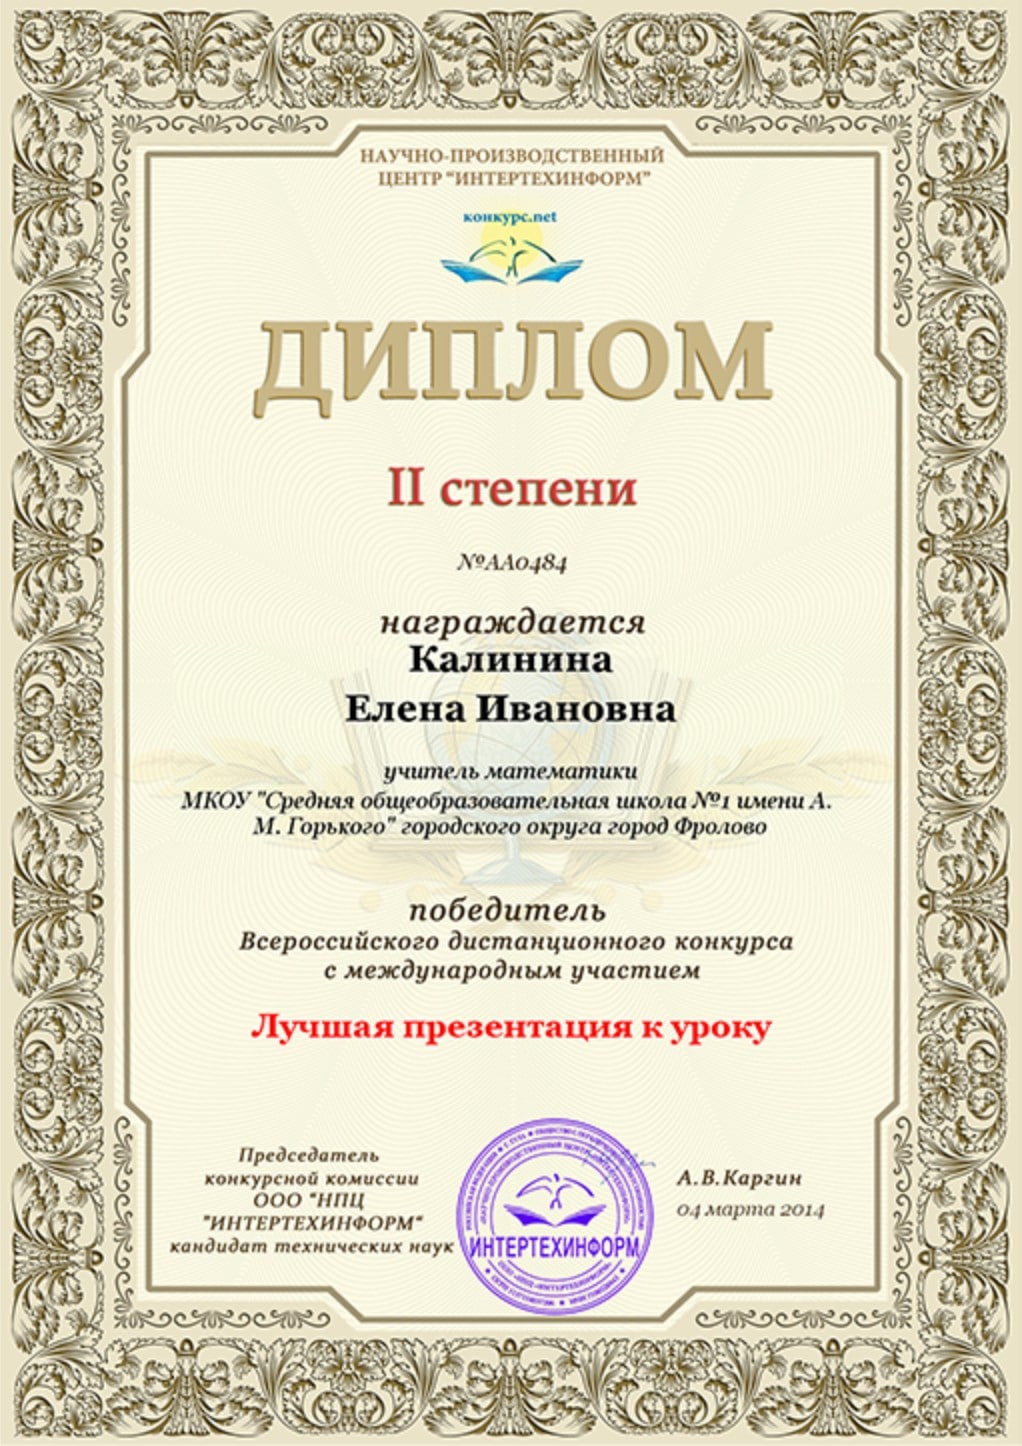 НАУЧНО-ПРОИЗВОДСТВЕННЫЙ
ЦЕНТР "ИНТЕРТЕХИНФОРМ"
конкурс.net
ДИПЛОМ
II степени
№АА0484
награждается
Калинина
Елена Ивановна
учитель математики
МКОУ "Средняя общеобразовательная школа №1 имени А.
М. Горького" городского округа город Фролово
победитель
Всероссийского дистанционного конкурса
с международным участием
Лучшая презентация к уроку
Председатель
конкурсной комиссии
ООО "НПЦ
"ИНТЕРТЕХИНФОРМ"
кандидат технических наук
ИНТЕРТЕХИНФОРМ
А.В.Каргин
04 марта 2014